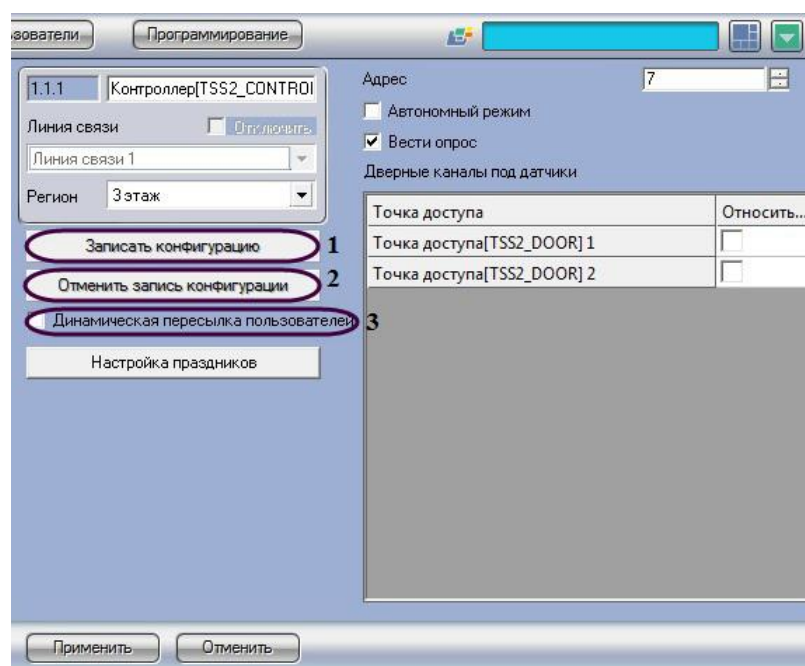 зователи
Программирование
1.1.1
Контроллер[TSS2_CONTROI
Линия связи
Отключить
Линия связи 1
Регион
3 этаж
Записать конфигурацию
1
Отменить запись конфигурации
2
Динамическая пересылка пользователей
3
Настройка праздников
Адрес
7
Автономный режим
Вести опрос
Дверные каналы под датчики
Точка доступа
Относить...
Точка доступа[TSS2_DOOR] 1
Точка доступа[TSS2_DOOR] 2
Применить
Отменить